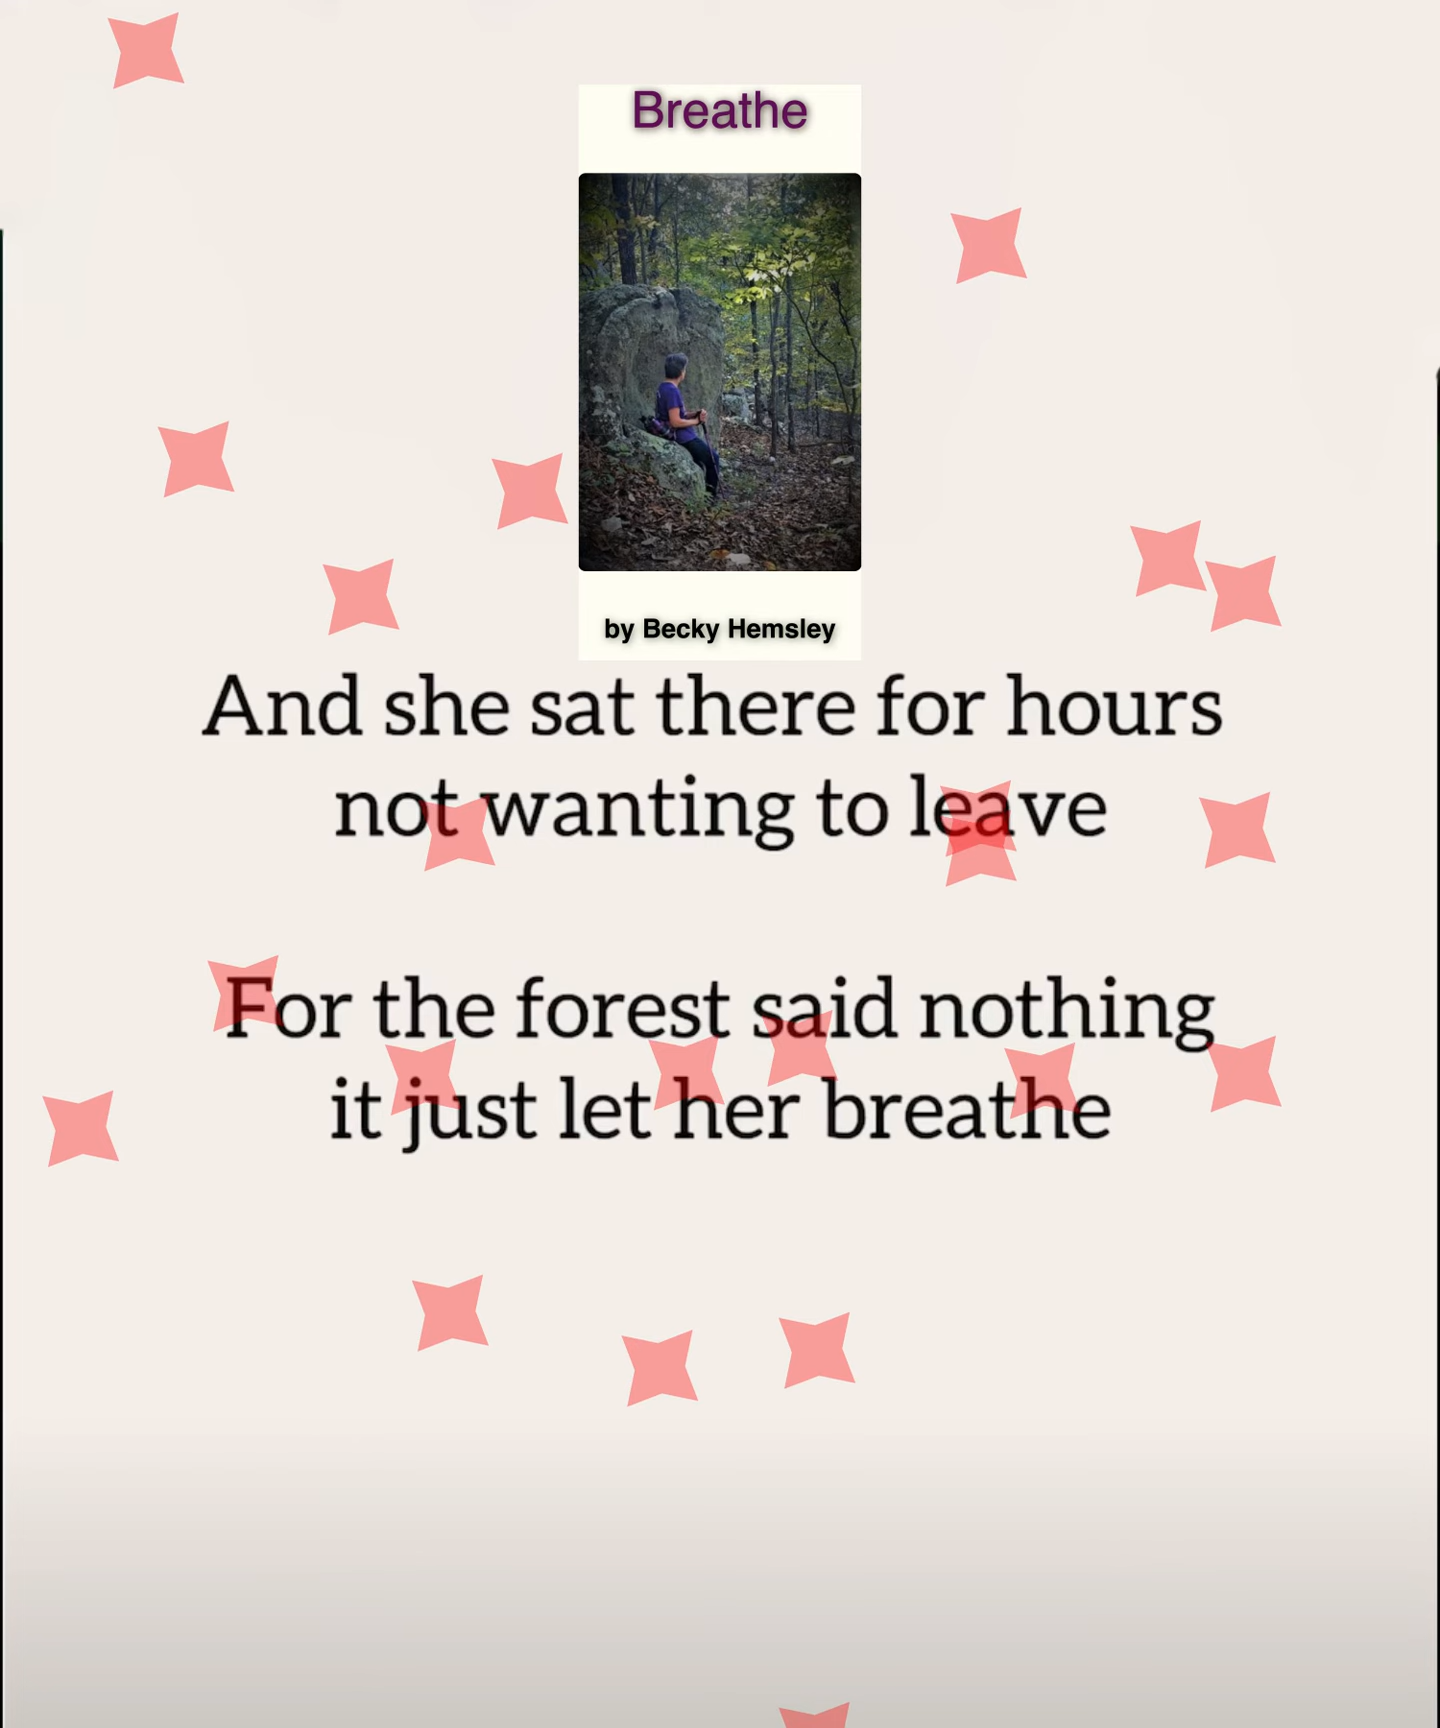 Breathe
by Becky Hemsley
And she sat there for hours
not wanting to leave
For the forest said nothing
it just let her breathe